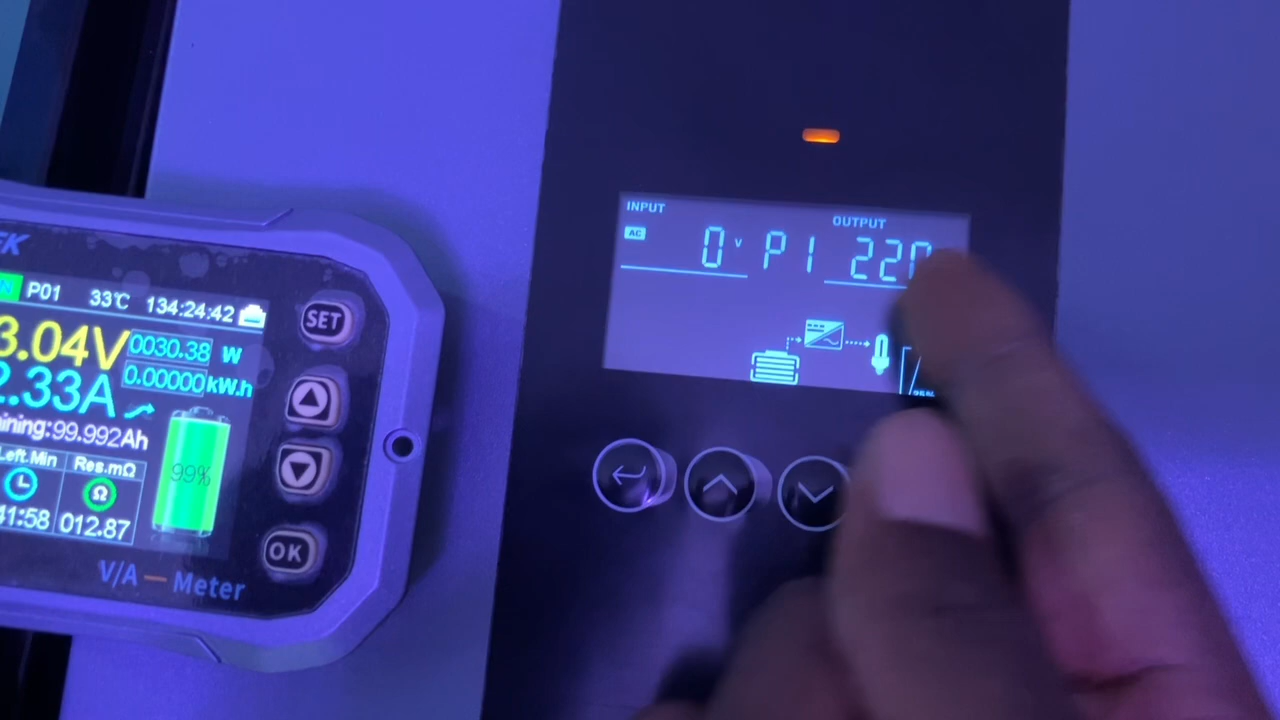 P01 33℃ 134:24:42
3.04V 0030.38 W
2.33A 0.00000 kW.h
ining:99.992Ah
Left.Min Res.mΩ
Ω
41:58 012.87
99%
V/A — Meter
SET
OK
INPUT OUTPUT
AC 0 V P1 220